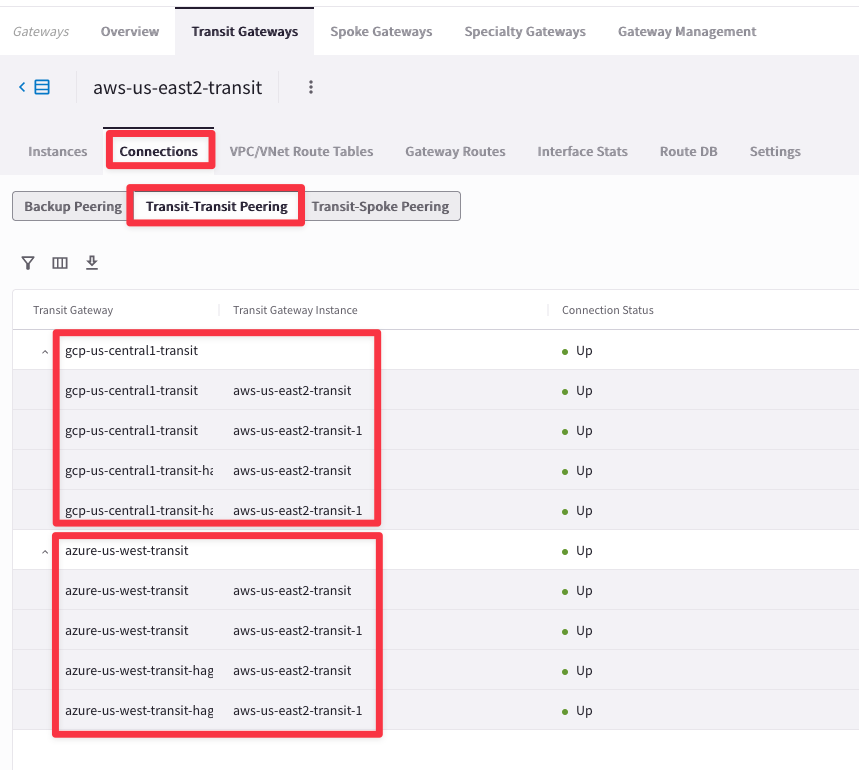 Gateways Overview Transit Gateways Spoke Gateways Specialty Gateways Gateway Management
aws-us-east2-transit
Instances Connections VPC/VNet Route Tables Gateway Routes Interface Stats Route DB Settings
Backup Peering Transit-Transit Peering Transit-Spoke Peering
Transit Gateway Transit Gateway Instance Connection Status
gcp-us-central1-transit Up
gcp-us-central1-transit aws-us-east2-transit Up
gcp-us-central1-transit aws-us-east2-transit-1 Up
gcp-us-central1-transit-ha aws-us-east2-transit Up
gcp-us-central1-transit-ha aws-us-east2-transit-1 Up
azure-us-west-transit Up
azure-us-west-transit aws-us-east2-transit Up
azure-us-west-transit aws-us-east2-transit-1 Up
azure-us-west-transit-hag aws-us-east2-transit Up
azure-us-west-transit-hag aws-us-east2-transit-1 Up